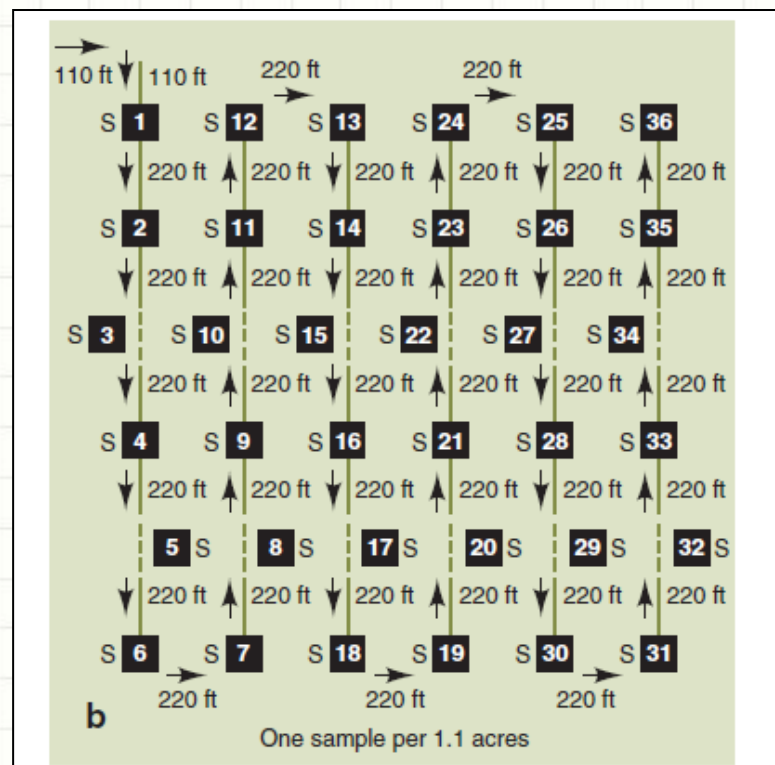 110 ft 110 ft
220 ft 220 ft
S 1 S 12 S 13 S 24 S 25 S 36
220 ft 220 ft 220 ft 220 ft 220 ft 220 ft
S 2 S 11 S 14 S 23 S 26 S 35
220 ft 220 ft 220 ft 220 ft 220 ft 220 ft
S 3 S 10 S 15 S 22 S 27 S 34
220 ft 220 ft 220 ft 220 ft 220 ft 220 ft
S 4 S 9 S 16 S 21 S 28 S 33
220 ft 220 ft 220 ft 220 ft 220 ft 220 ft
5 S 8 S 17 S 20 S 29 S 32 S
220 ft 220 ft 220 ft 220 ft 220 ft 220 ft
S 6 S 7 S 18 S 19 S 30 S 31
220 ft 220 ft 220 ft
b
One sample per 1.1 acres